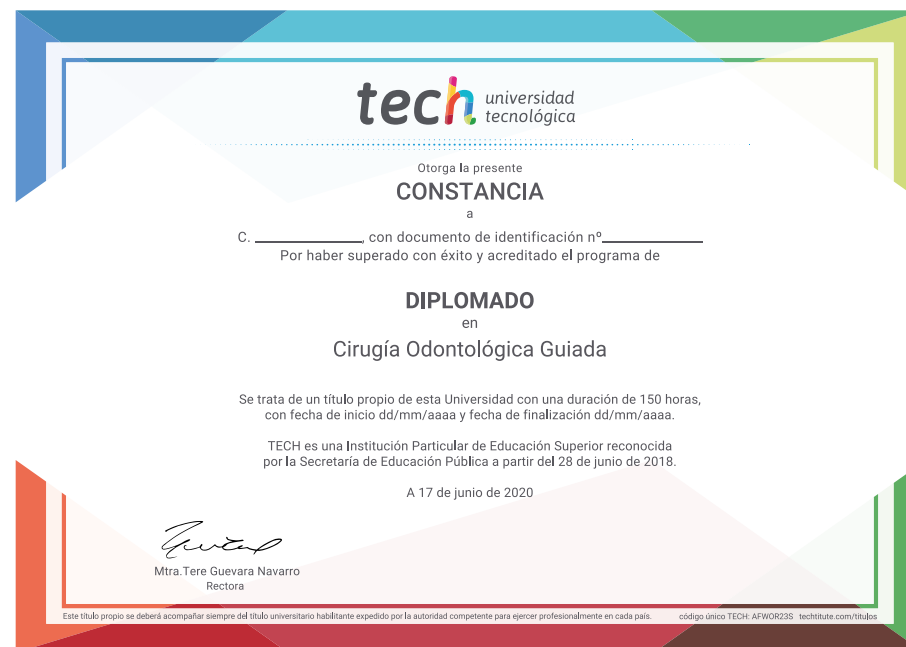 tech universidad
tecnológica
Otorga la presente
CONSTANCIA
a
C. ____________, con documento de identificación nº____________
Por haber superado con éxito y acreditado el programa de
DIPLOMADO
en
Cirugía Odontológica Guiada
Se trata de un título propio de esta Universidad con una duración de 150 horas,
con fecha de inicio dd/mm/aaaa y fecha de finalización dd/mm/aaaa.
TECH es una Institución Particular de Educación Superior reconocida
por la Secretaría de Educación Pública a partir del 28 de junio de 2018.
A 17 de junio de 2020
Mtra.Tere Guevara Navarro
Rectora
Este título propio se deberá acompañar siempre del título universitario habilitante expedido por la autoridad competente para ejercer profesionalmente en cada país. código único TECH: AFWOR23S techtitute.com/titulos